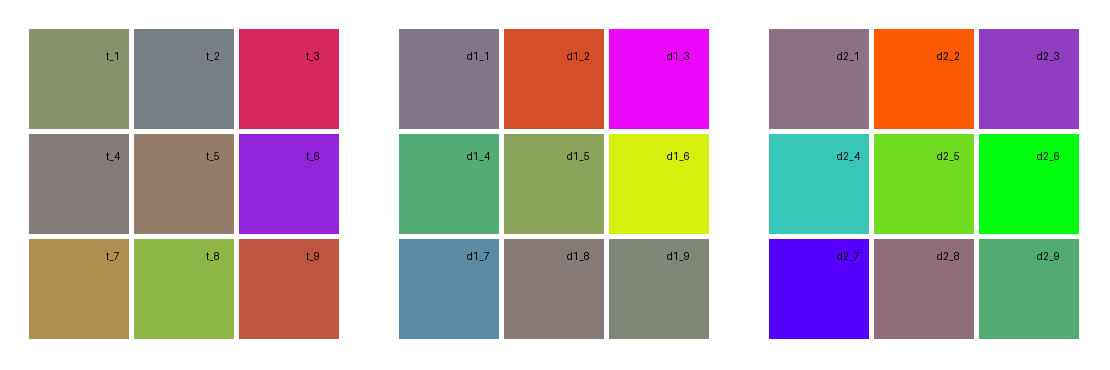 t_1 t_2 t_3 d1_1 d1_2 d1_3 d2_1 d2_2 d2_3
t_4 t_5 t_6 d1_4 d1_5 d1_6 d2_4 d2_5 d2_6
t_7 t_8 t_9 d1_7 d1_8 d1_9 d2_7 d2_8 d2_9